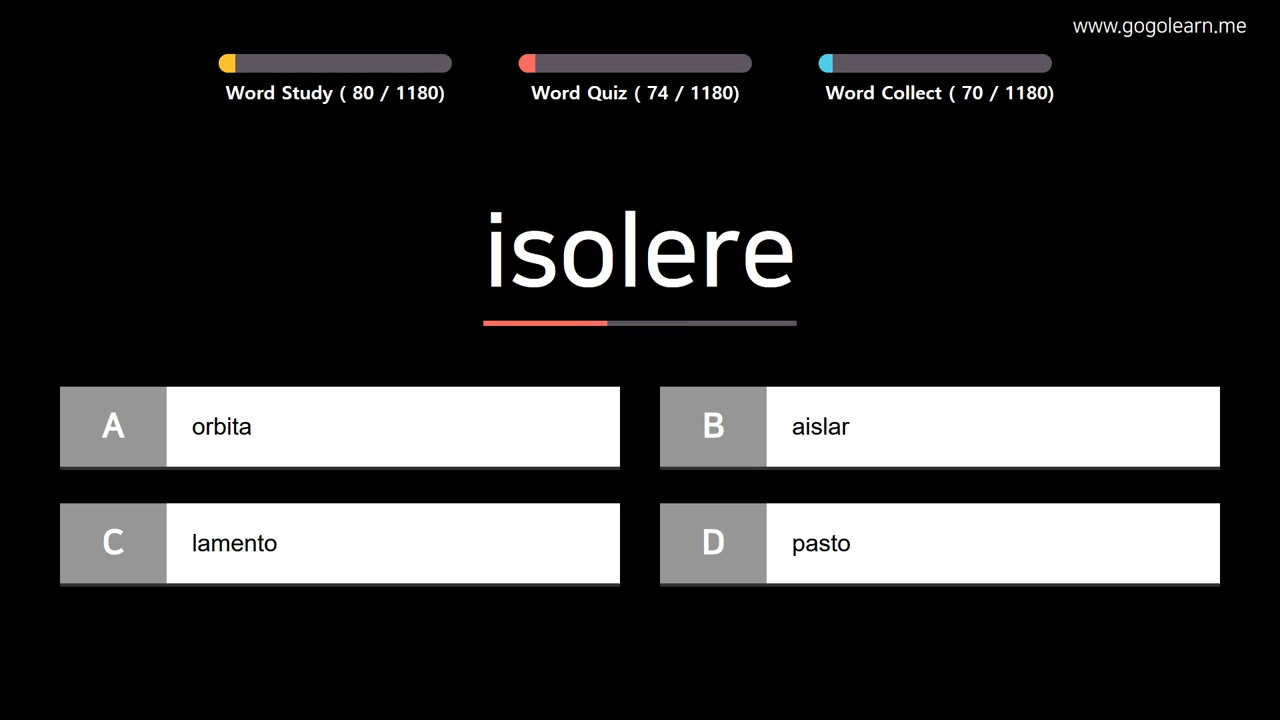 www.gogolearn.me
Word Study ( 80 / 1180)
Word Quiz ( 74 / 1180)
Word Collect ( 70 / 1180)
isolere
A
orbita
B
aislar
C
lamento
D
pasto